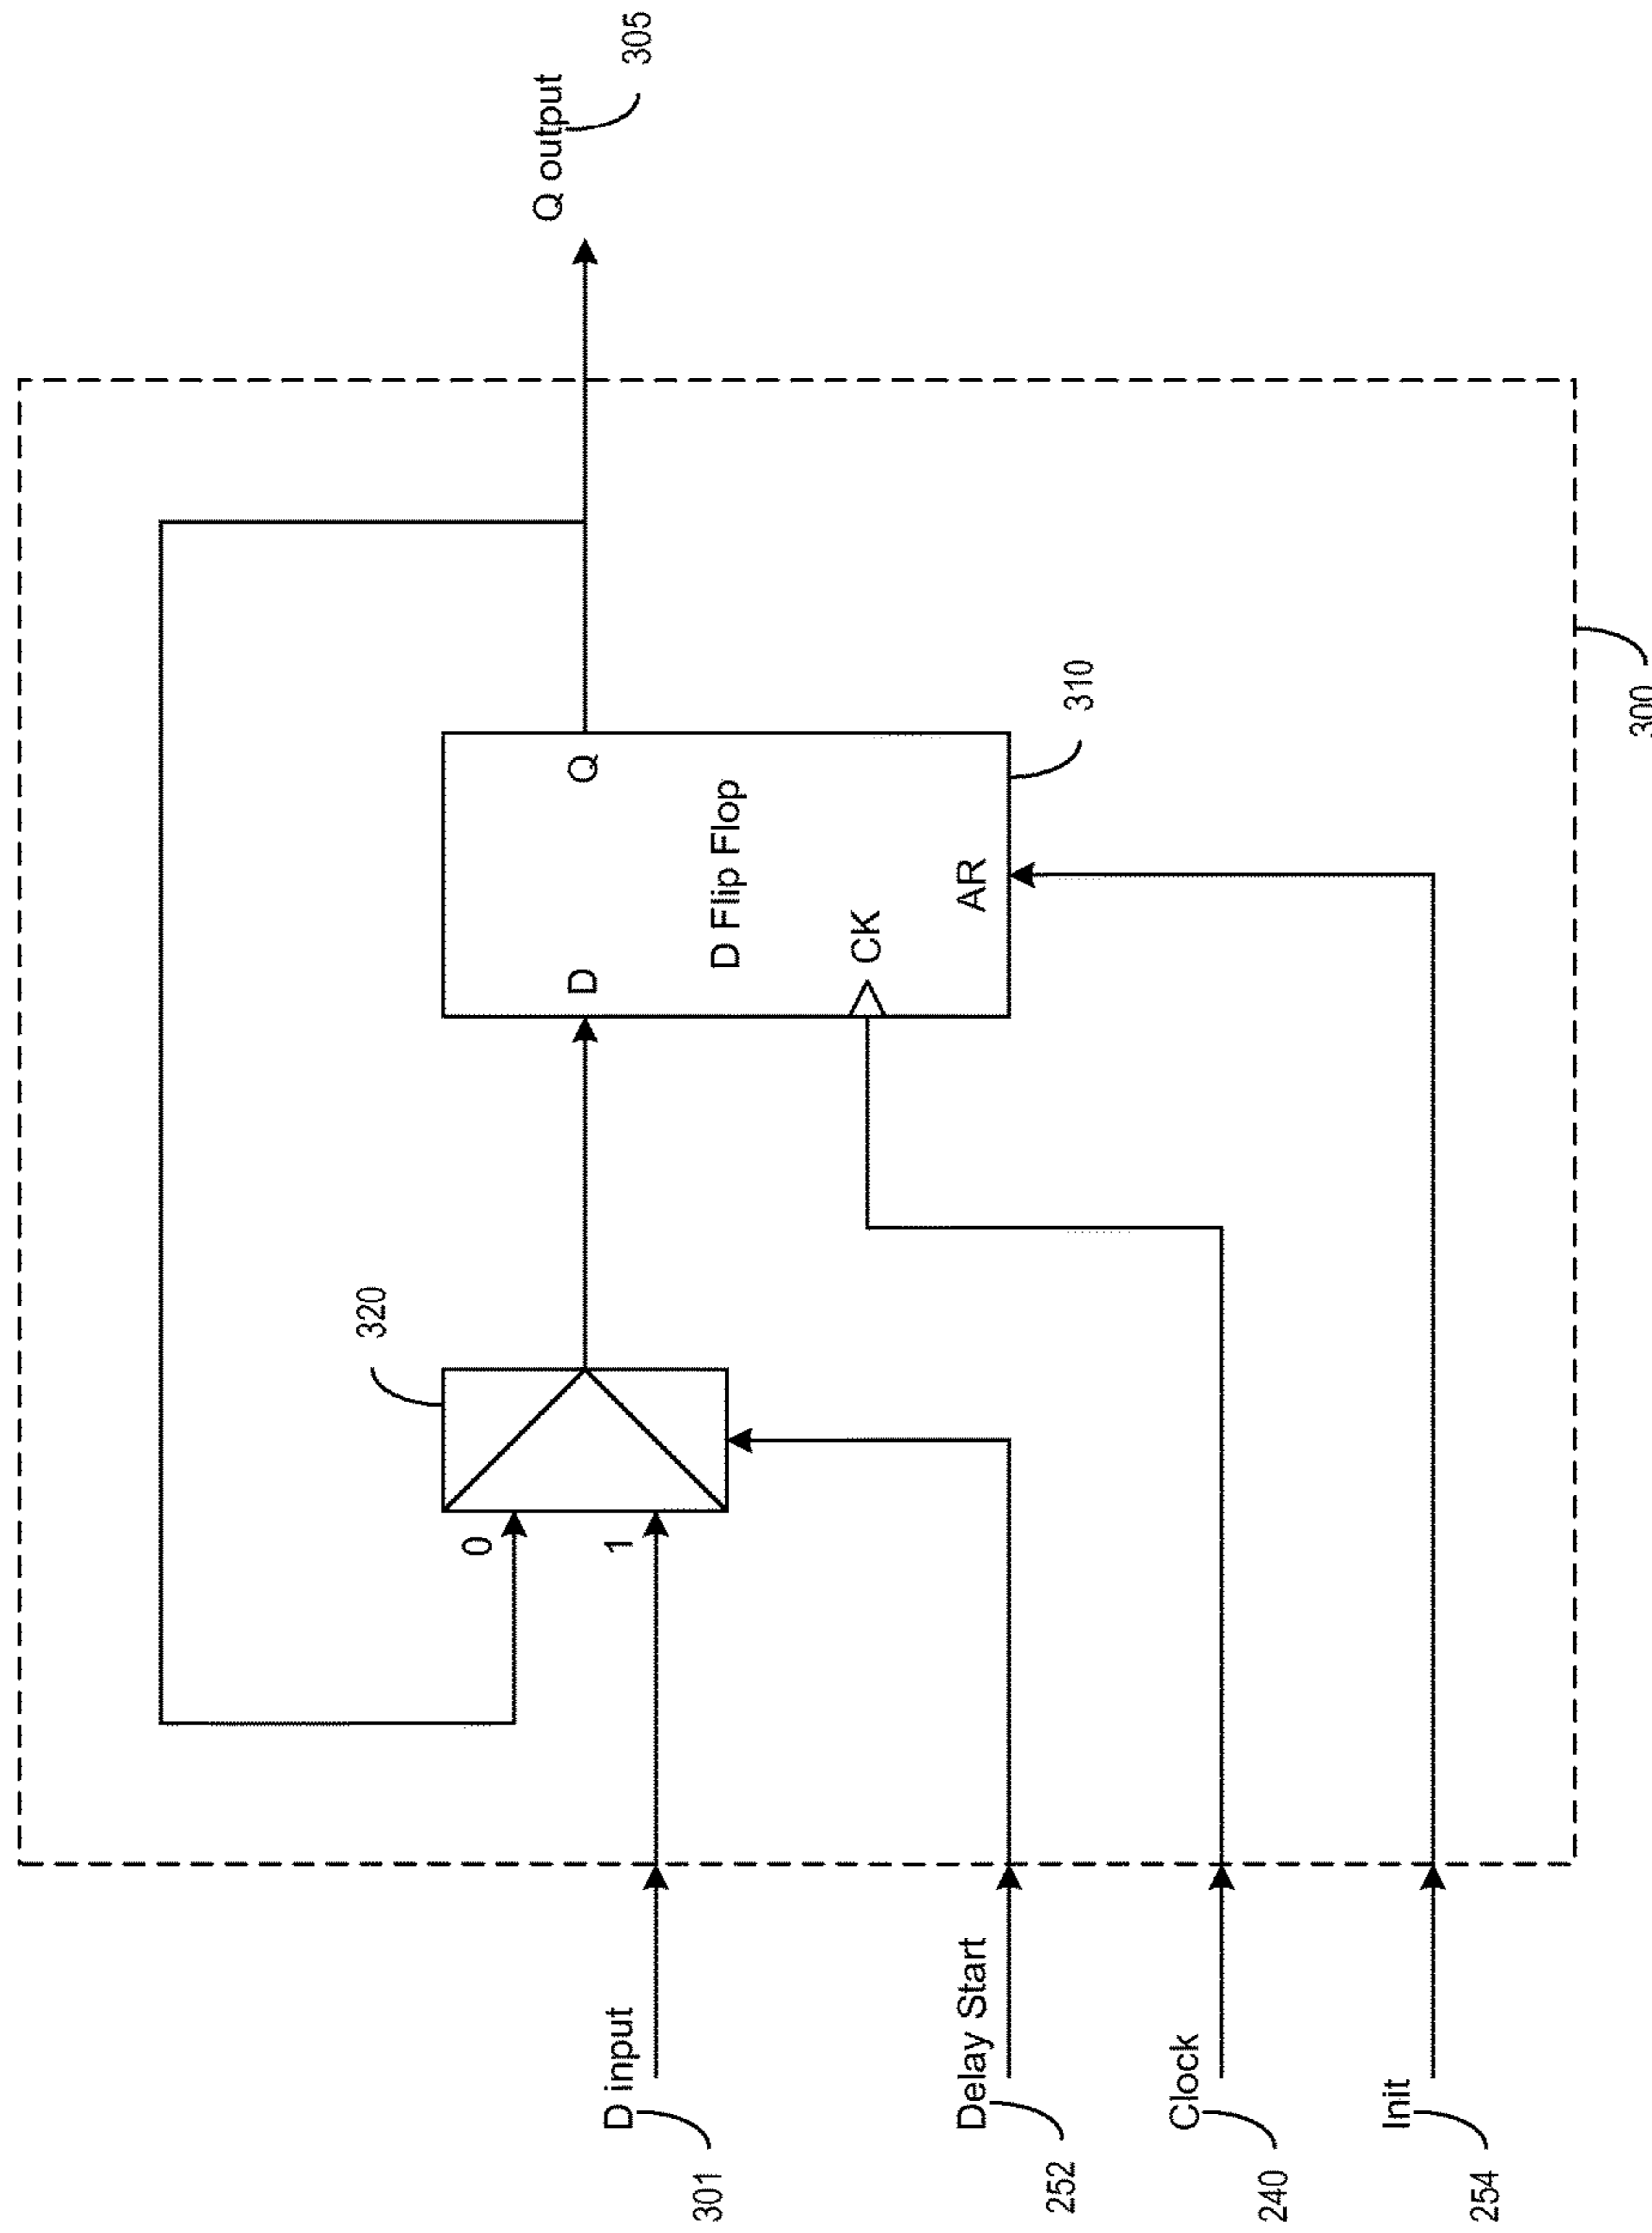 Q output
305
320
0
1
D
Q
D Flip Flop
CK
AR
310
D input
301
Delay Start
252
Clock
240
Init
254
300